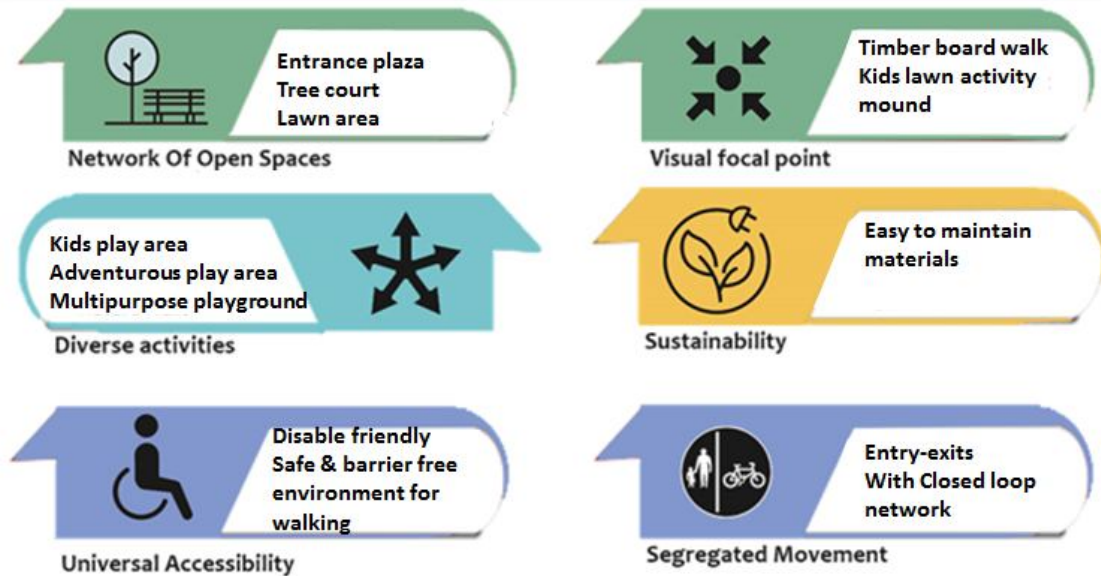 Entrance plaza
Tree court
Lawn area
Network Of Open Spaces
Timber board walk
Kids lawn activity
mound
Visual focal point
Kids play area
Adventurous play area
Multipurpose playground
Diverse activities
Easy to maintain
materials
Sustainability
Disable friendly
Safe & barrier free
environment for
walking
Universal Accessibility
Entry-exits
With Closed loop
network
Segregated Movement